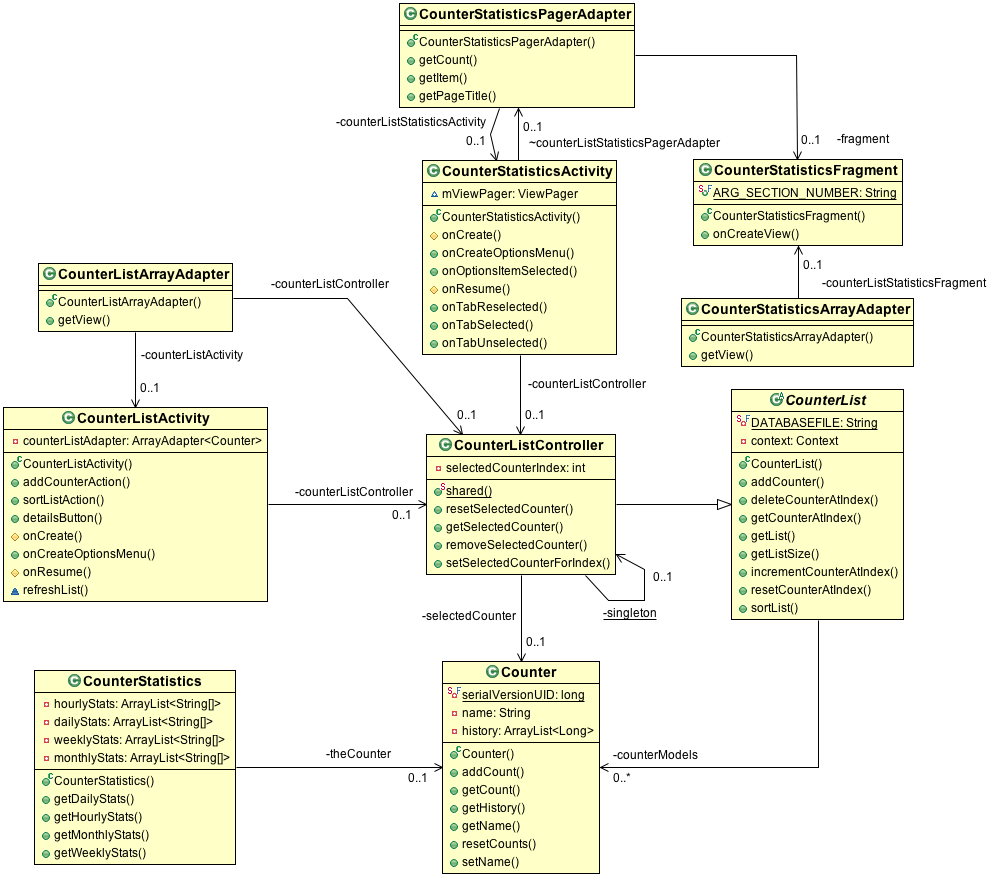 CounterStatisticsPagerAdapter
CounterStatisticsPagerAdapter()
getCount()
getItem()
getPageTitle()
-counterListStatisticsActivity
0..1
0..1
~counterListStatisticsPagerAdapter
0..1
-fragment
CounterStatisticsActivity
mViewPager: ViewPager
CounterStatisticsActivity()
onCreate()
onCreateOptionsMenu()
onOptionsItemSelected()
onResume()
onTabReselected()
onTabSelected()
onTabUnselected()
CounterStatisticsFragment
ARG_SECTION_NUMBER: String
CounterStatisticsFragment()
onCreateView()
0..1
-counterListStatisticsFragment
CounterStatisticsArrayAdapter
CounterStatisticsArrayAdapter()
getView()
CounterListArrayAdapter
CounterListArrayAdapter()
getView()
-counterListController
0..1
-counterListActivity
0..1
-counterListController
0..1
CounterListActivity
counterListAdapter: ArrayAdapter<Counter>
CounterListActivity()
addCounterAction()
sortListAction()
detailsButton()
onCreate()
onCreateOptionsMenu()
onResume()
refreshList()
-counterListController
0..1
CounterListController
selectedCounterIndex: int
shared()
resetSelectedCounter()
getSelectedCounter()
removeSelectedCounter()
setSelectedCounterForIndex()
0..1
-singleton
CounterList
DATABASEFILE: String
context: Context
CounterList()
addCounter()
deleteCounterAtIndex()
getCounterAtIndex()
getList()
getListSize()
incrementCounterAtIndex()
resetCounterAtIndex()
sortList()
-selectedCounter
0..1
CounterStatistics
hourlyStats: ArrayList<String[]>
dailyStats: ArrayList<String[]>
weeklyStats: ArrayList<String[]>
monthlyStats: ArrayList<String[]>
CounterStatistics()
getDailyStats()
getHourlyStats()
getMonthlyStats()
getWeeklyStats()
-theCounter
0..1
Counter
serialVersionUID: long
name: String
history: ArrayList<Long>
Counter()
addCount()
getCount()
getHistory()
getName()
resetCounts()
setName()
-counterModels
0..*